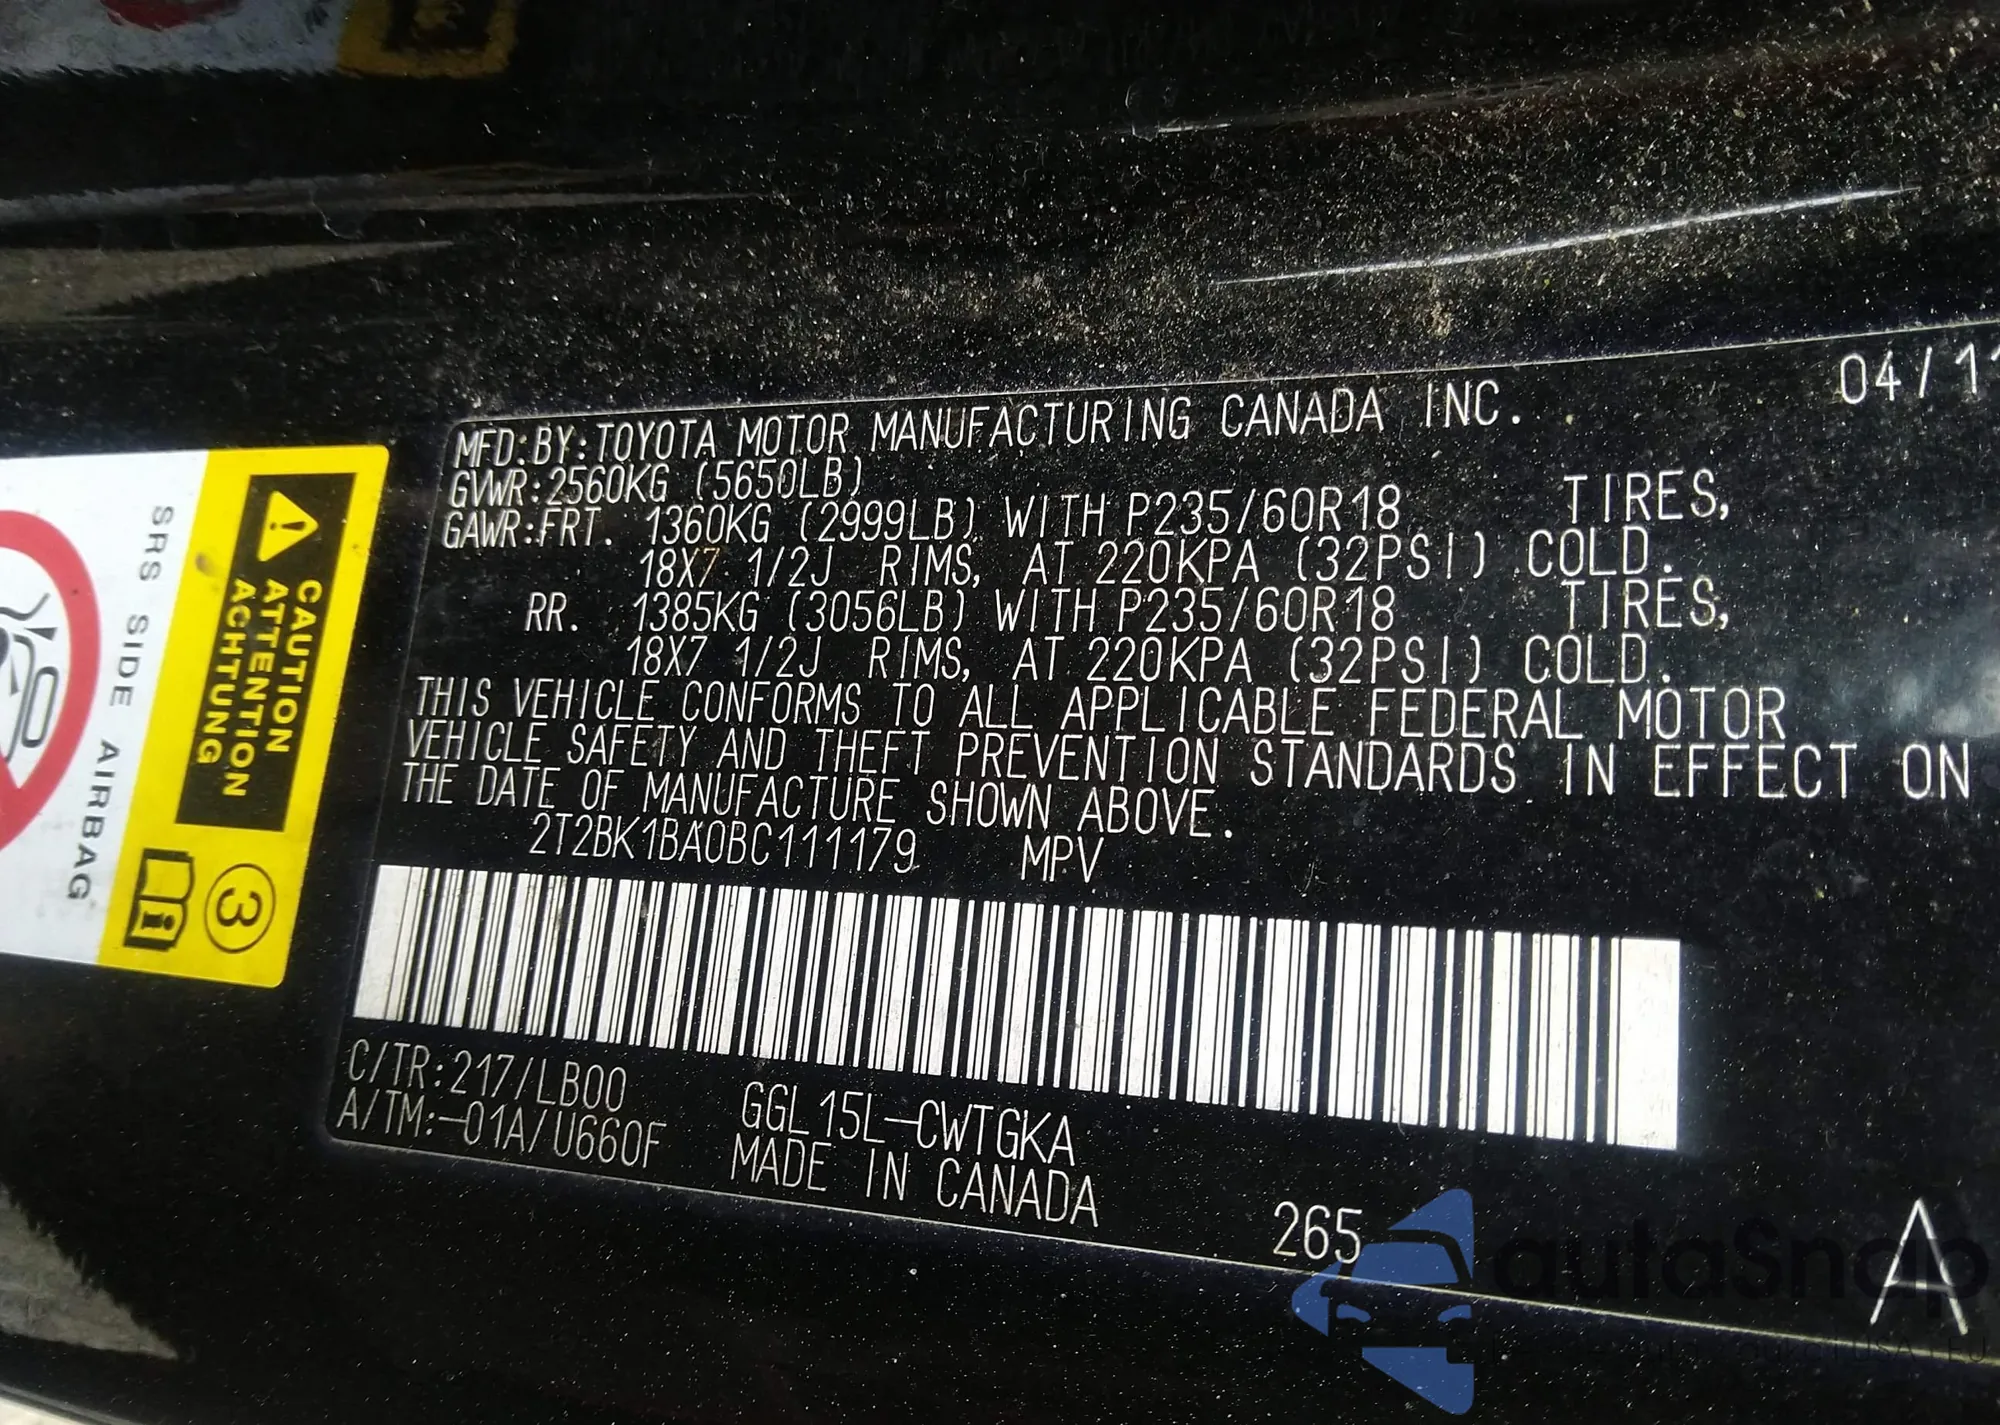 04/11
MFD:BY:TOYOTA MOTOR MANUFACTURING CANADA INC.
GVWR:2560KG (5650LB)
GAWR:FRT. 1360KG (2999LB) WITH P235/60R18 TIRES,
18X7 1/2J RIMS, AT 220KPA (32PSI) COLD.
RR. 1385KG (3056LB) WITH P235/60R18 TIRES,
18X7 1/2J RIMS, AT 220KPA (32PSI) COLD.
THIS VEHICLE CONFORMS TO ALL APPLICABLE FEDERAL MOTOR
VEHICLE SAFETY AND THEFT PREVENTION STANDARDS IN EFFECT ON
THE DATE OF MANUFACTURE SHOWN ABOVE.
2T2BK1BA0BC111179 MPV
C/TR:217/LB00 GGL15L-CWTGKA
A/TM:-01A/U660F MADE IN CANADA
265
A
CAUTION
ATTENTION
ACHTUNG
3
SRS SIDE AIRBAG
autaSnap